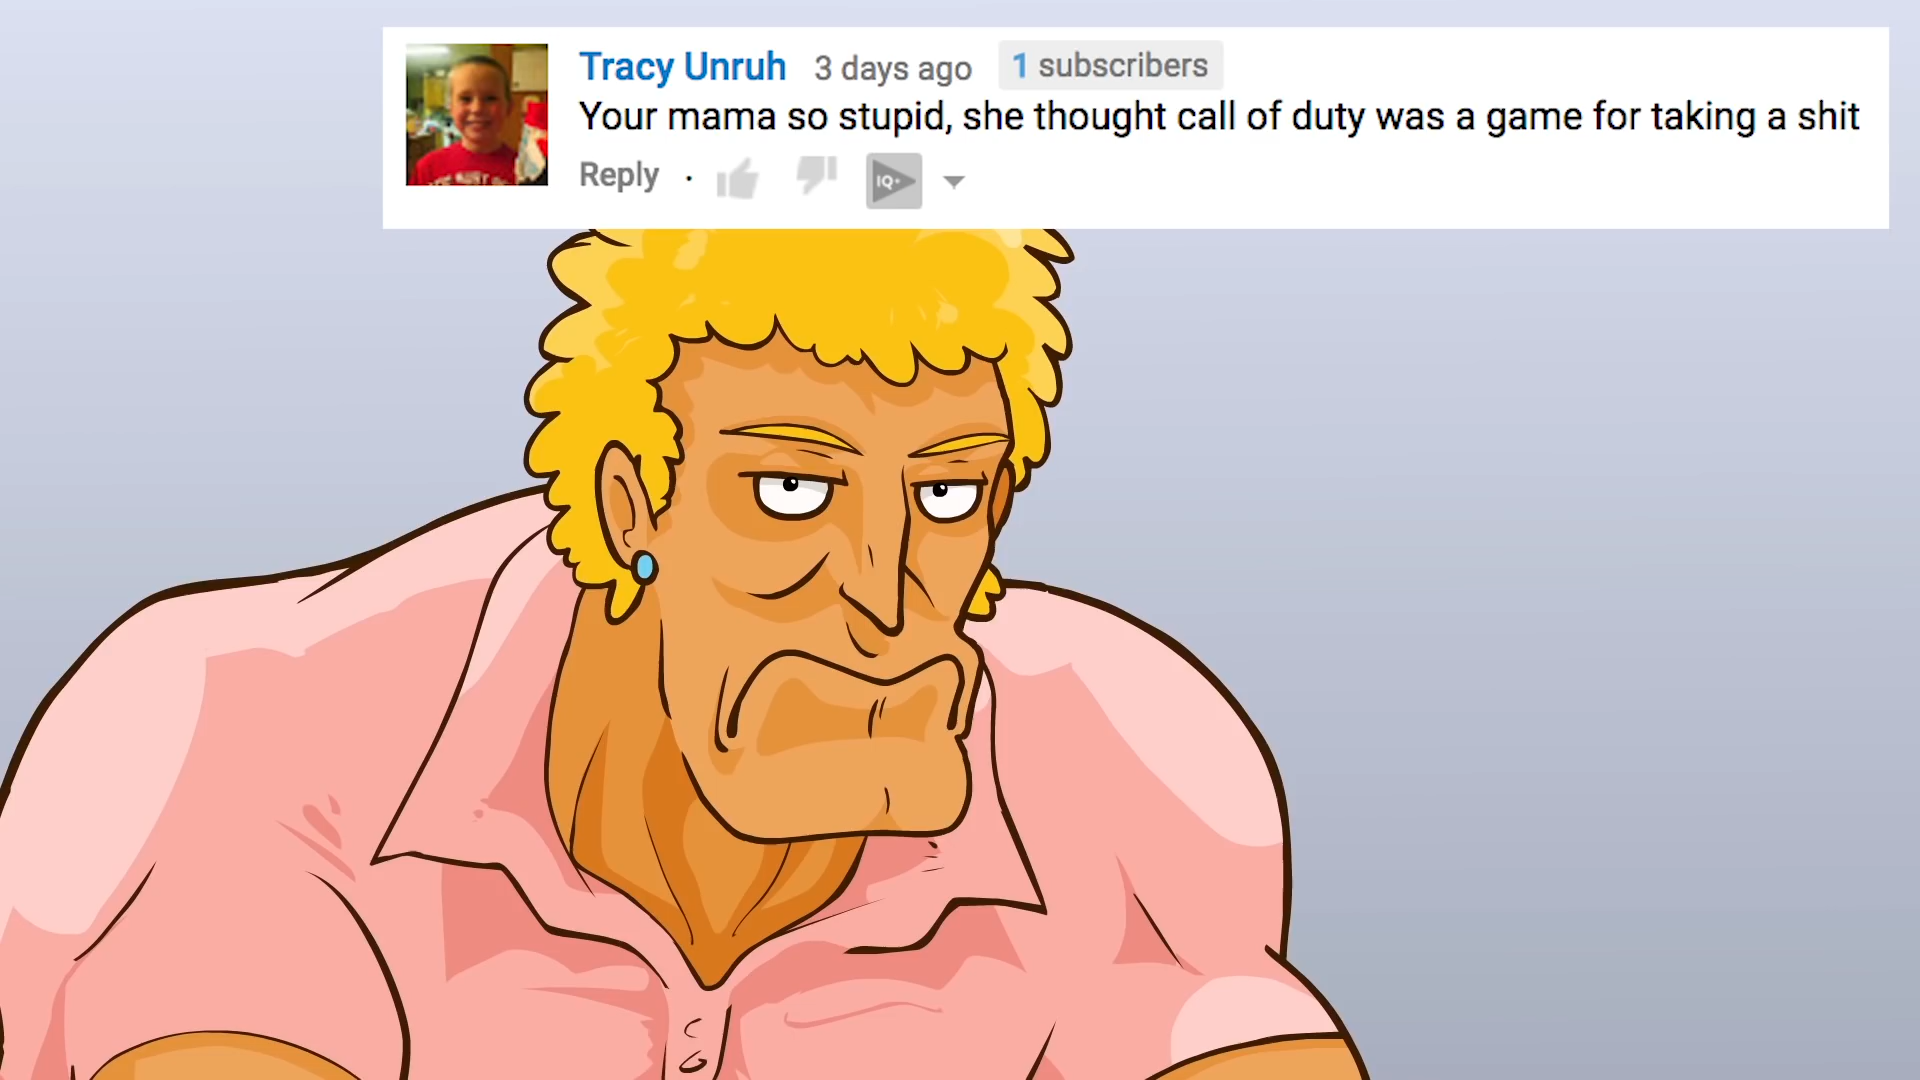 Tracy Unruh 3 days ago 1 subscribers
Your mama so stupid, she thought call of duty was a game for taking a shit
Reply · IQ+